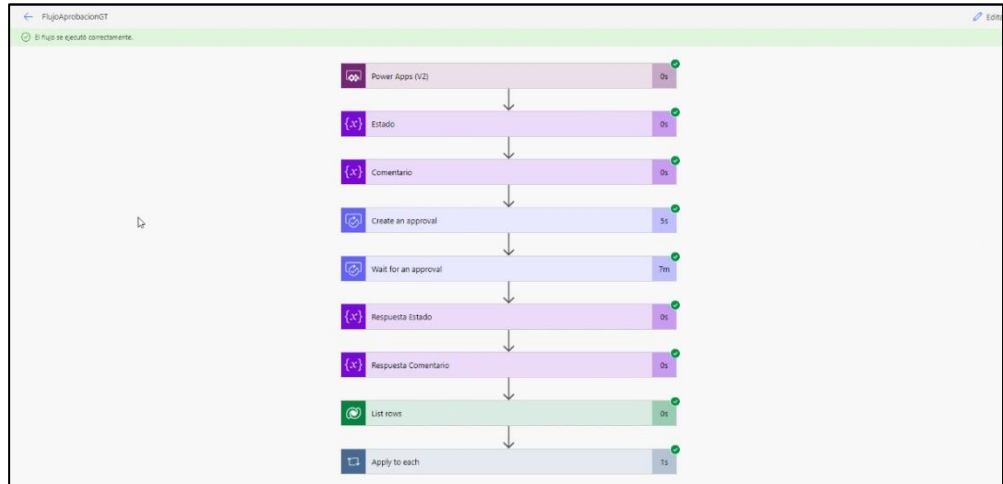 FlujoAprobacionGT
Edita
El flujo se ejecutó correctamente.
Power Apps (V2)
0s
{x} Estado
0s
{x} Comentario
0s
Create an approval
5s
Wait for an approval
7m
{x} Respuesta Estado
0s
{x} Respuesta Comentario
0s
List rows
0s
Apply to each
1s